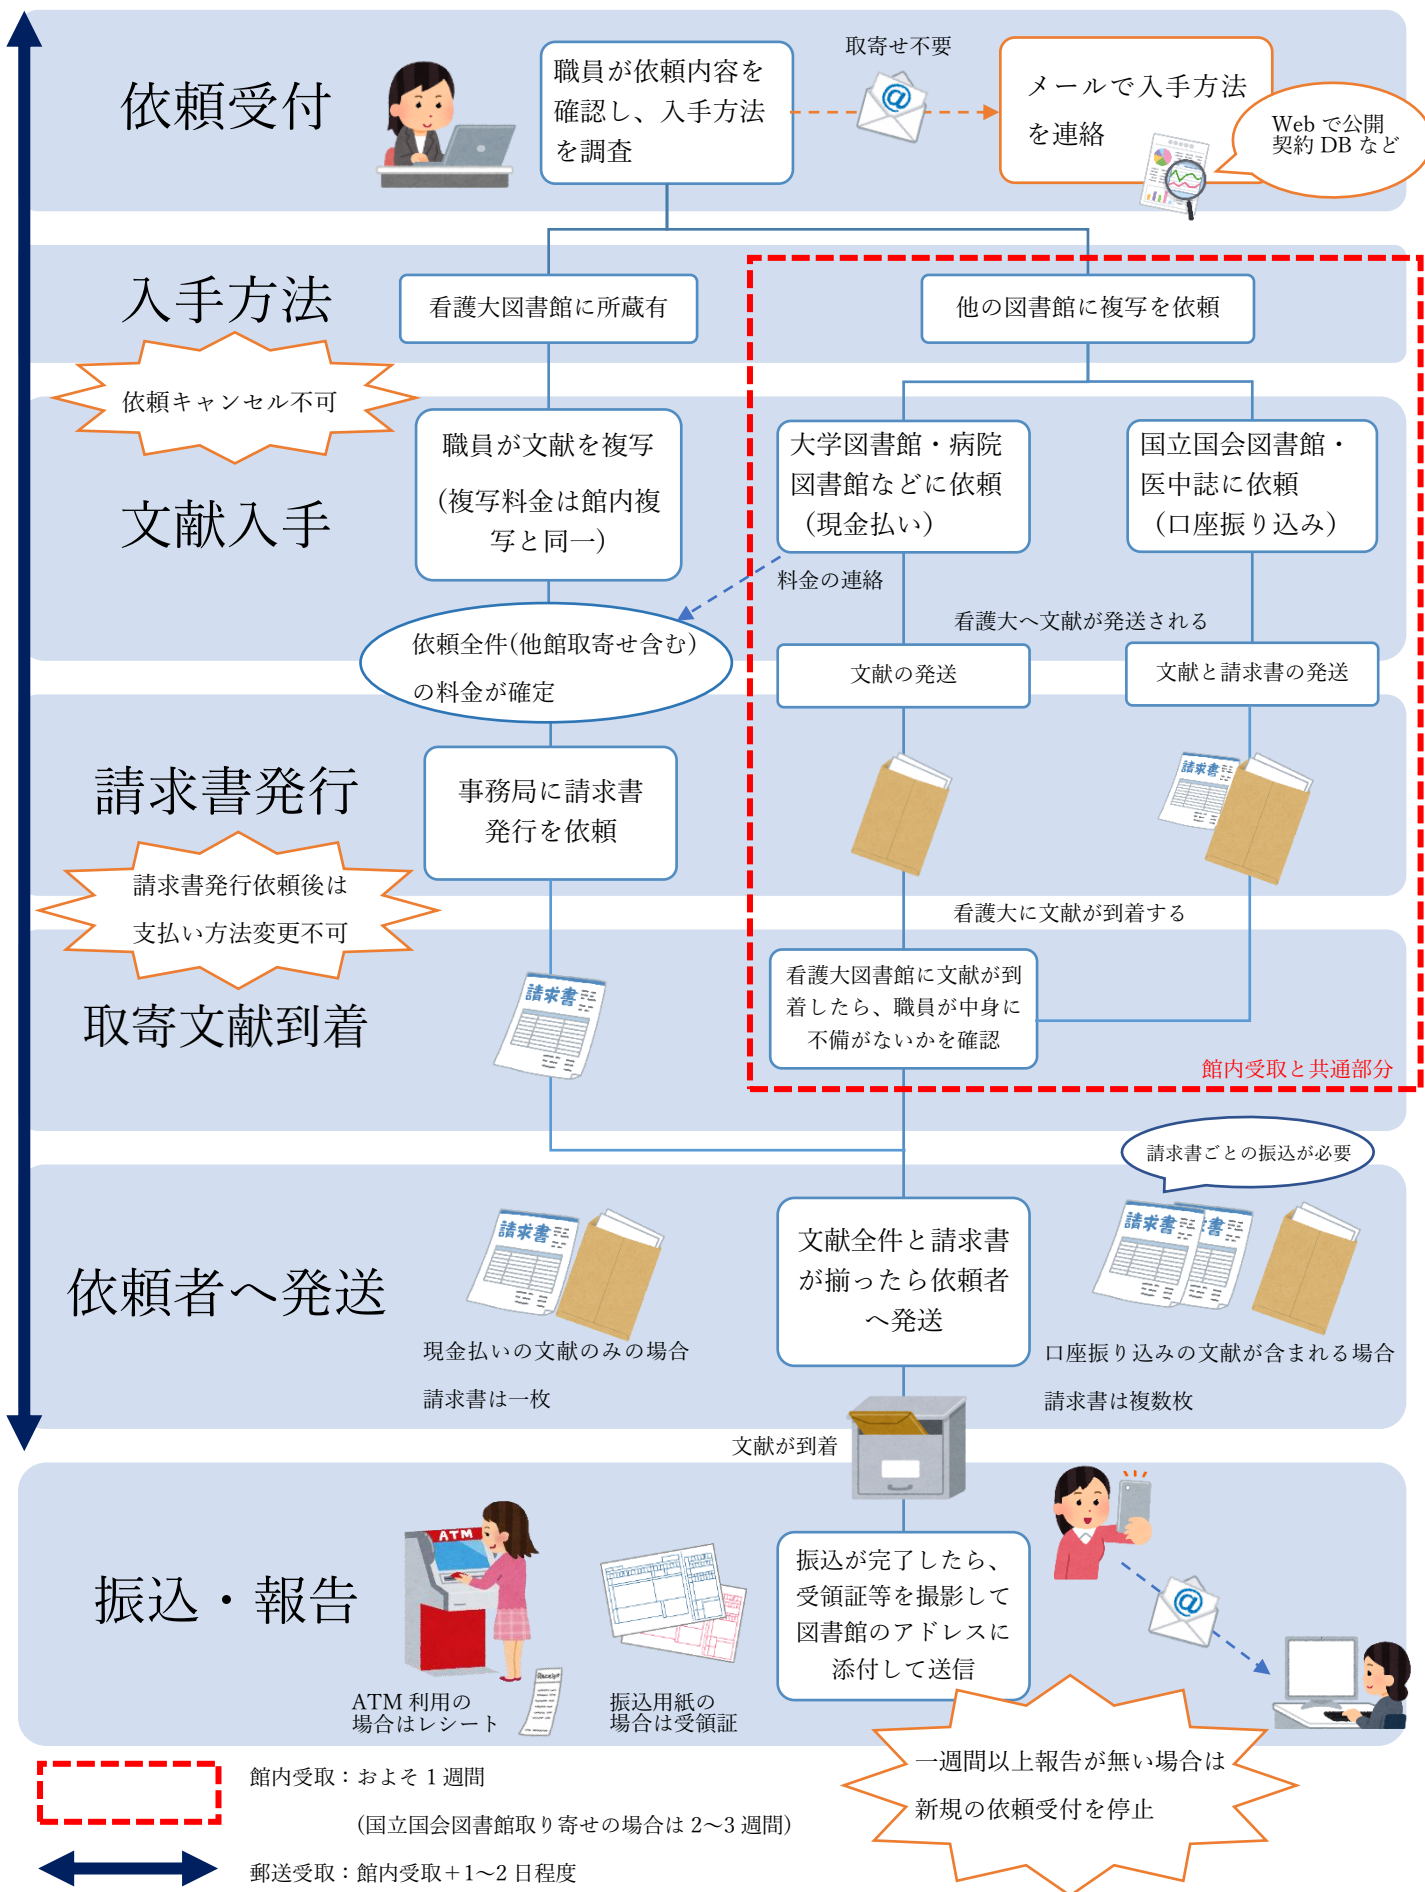 依頼受付
職員が依頼内容を
確認し、入手方法
を調査
取寄せ不要
メールで入手方法
を連絡
Web で公開
契約 DB など
入手方法
看護大図書館に所蔵有
他の図書館に複写を依頼
依頼キャンセル不可
文献入手
職員が文献を複写
(複写料金は館内複
写と同一)
大学図書館・病院
図書館などに依頼
（現金払い）
国立国会図書館・
医中誌に依頼
（口座振り込み）
料金の連絡
看護大へ文献が発送される
依頼全件(他館取寄せ含む)
の料金が確定
文献の発送
文献と請求書の発送
請求書発行
事務局に請求書
発行を依頼
請求書
請求書発行依頼後は
支払い方法変更不可
看護大に文献が到着する
取寄文献到着
請求書
看護大図書館に文献が到
着したら、職員が中身に
不備がないかを確認
館内受取と共通部分
請求書ごとの振込が必要
依頼者へ発送
請求書
文献全件と請求書
が揃ったら依頼者
へ発送
請求書
求書
現金払いの文献のみの場合
請求書は一枚
口座振り込みの文献が含まれる場合
請求書は複数枚
文献が到着
振込・報告
ATM
振込が完了したら、
受領証等を撮影して
図書館のアドレスに
添付して送信
Receipt
ATM 利用の
場合はレシート
振込用紙の
場合は受領証
一週間以上報告が無い場合は
新規の依頼受付を停止
館内受取：およそ 1 週間
(国立国会図書館取り寄せの場合は 2～3 週間)
郵送受取：館内受取＋1～2 日程度